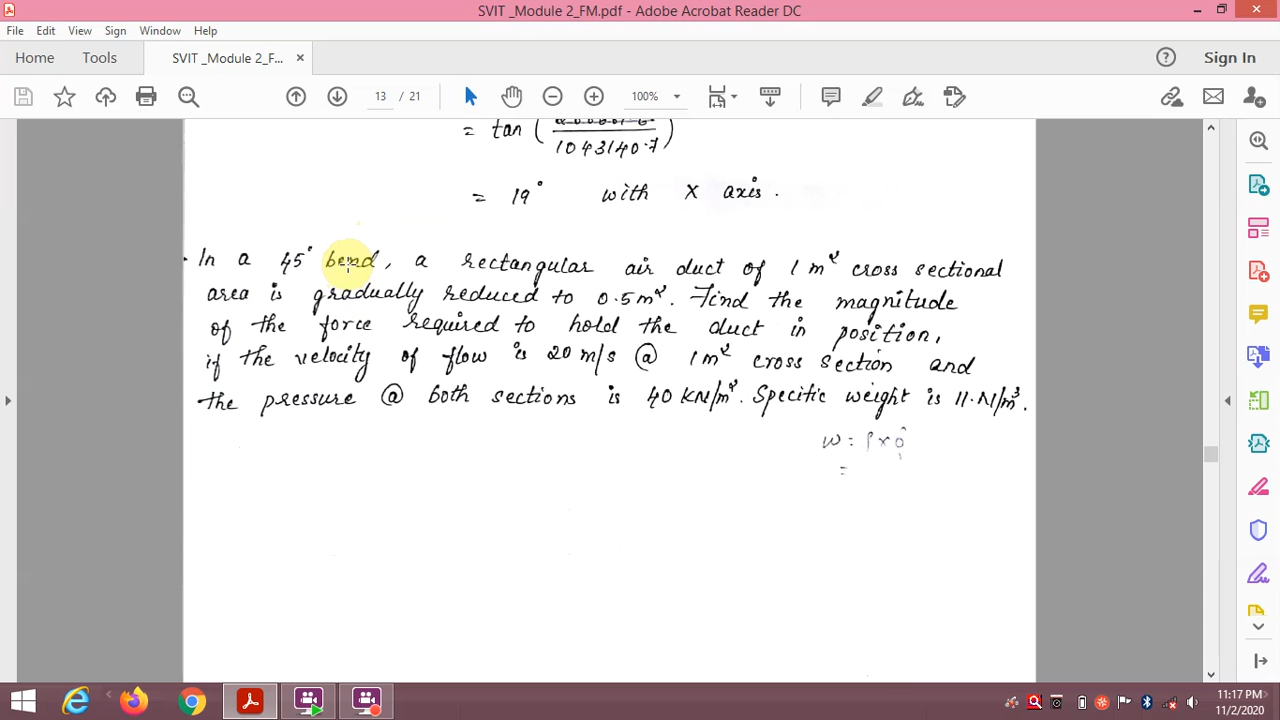 SVIT _Module 2_FM.pdf - Adobe Acrobat Reader DC
File Edit View Sign Window Help
Home Tools SVIT _Module 2_F... × Sign In
13 / 21 100%
= tan ( / 1043140.7 )
= 19° with X axis.
In a 45° bend, a rectangular air duct of 1 m² cross sectional
area is gradually reduced to 0.5m². Find the magnitude
of the force required to hold the duct in position,
if the velocity of flow is 20 m/s @ 1m² cross section and
the pressure @ both sections is 40 KN/m². Specific weight is 11.N/m³.
w = ρ×
=
11:17 PM
11/2/2020